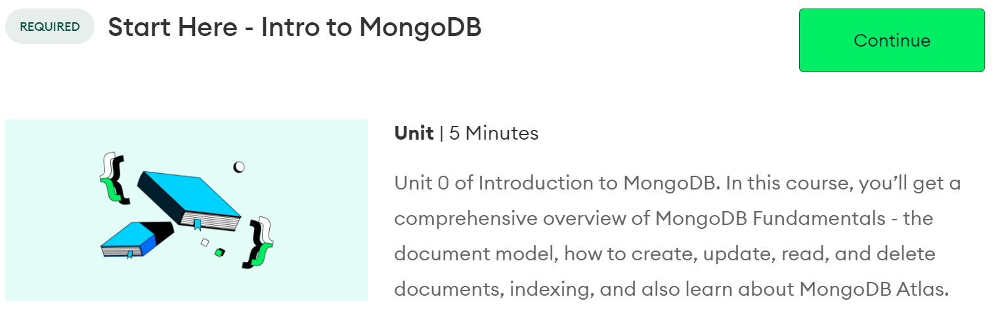 REQUIRED
Start Here - Intro to MongoDB
Continue
Unit | 5 Minutes
Unit 0 of Introduction to MongoDB. In this course, you’ll get a
comprehensive overview of MongoDB Fundamentals - the
document model, how to create, update, read, and delete
documents, indexing, and also learn about MongoDB Atlas.